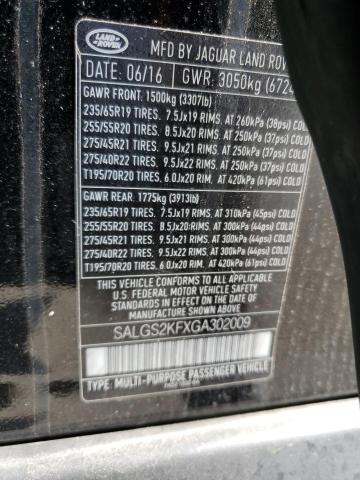 LAND
ROVER
MFD BY JAGUAR LAND ROV
DATE: 06/16 GWR: 3050kg (6724
GAWR FRONT 1500kg (3307lb)
235/65R19 TIRES. 7.5Jx19 RIMS, AT 260kPa (38psi) COLD
255/55R20 TIRES. 8.5Jx20 RIMS, AT 250kPa (37psi) COLD
275/45R21 TIRES. 9.5Jx21 RIMS, AT 250kPa (37psi) COLD
275/40R22 TIRES. 9.5Jx22 RIMS, AT 250kPa (37psi) COLD
T195/70R20 TIRES. 6.0Jx20 RIMS, AT 420kPa (61psi) COLD
GAWR REAR 1775kg (3913lb)
235/65R19 TIRES. 7.5Jx19 RIMS, AT 310kPa (45psi) COLD
255/55R20 TIRES. 8.5Jx20 RIMS, AT 300kPa (44psi) COLD
275/45R21 TIRES. 9.5Jx21 RIMS, AT 300kPa (44psi) COLD
275/40R22 TIRES. 9.5Jx22 RIMS, AT 300kPa (44psi) COLD
T195/70R20 TIRES. 6.0Jx20 RIMS, AT 420kPa (61psi) COLD
THIS VEHICLE CONFORMS TO ALL APPLICABLE
U.S. FEDERAL MOTOR VEHICLE SAFETY
STANDARDS IN EFFECT ON THE DATE OF
MANUFACTURE SHOWN ABOVE
SALGS2KFXGA302009
TYPE: MULTI-PURPOSE PASSENGER VEHICLE